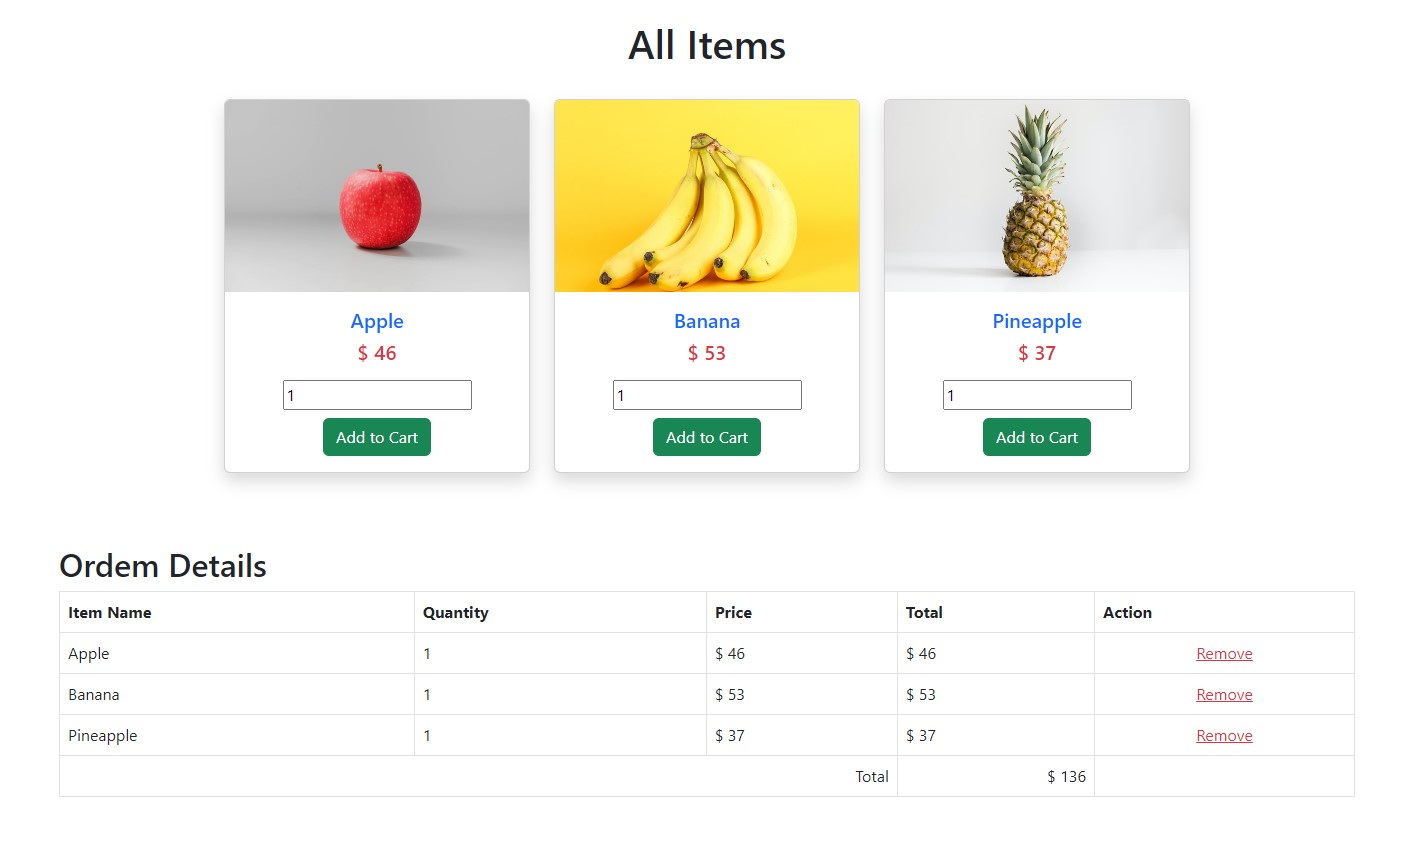 All Items
Apple
$ 46
1
Add to Cart
Banana
$ 53
1
Add to Cart
Pineapple
$ 37
1
Add to Cart
Ordem Details
Item Name Quantity Price Total Action
Apple 1 $ 46 $ 46 Remove
Banana 1 $ 53 $ 53 Remove
Pineapple 1 $ 37 $ 37 Remove
Total $ 136